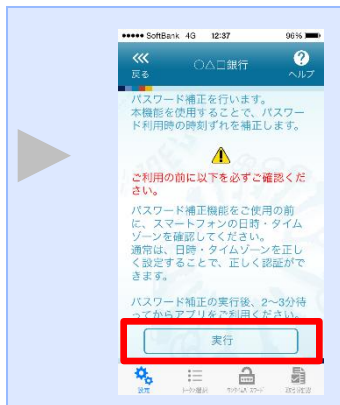 SoftBank 4G 12:37 96%
戻る
○△□銀行
?
ヘルプ
パスワード補正を行います。
本機能を使用することで、パスワー
ド利用時の時刻ずれを補正します。
ご利用の前に以下を必ずご確認くだ
さい。
パスワード補正機能をご使用の前
に、スマートフォンの日時・タイム
ゾーンを確認してください。
通常は、日時・タイムゾーンを正し
く設定することで、正しく認証がで
きます。
パスワード補正の実行後、2～3分待
ってからアプリをご利用ください。
実行
設定